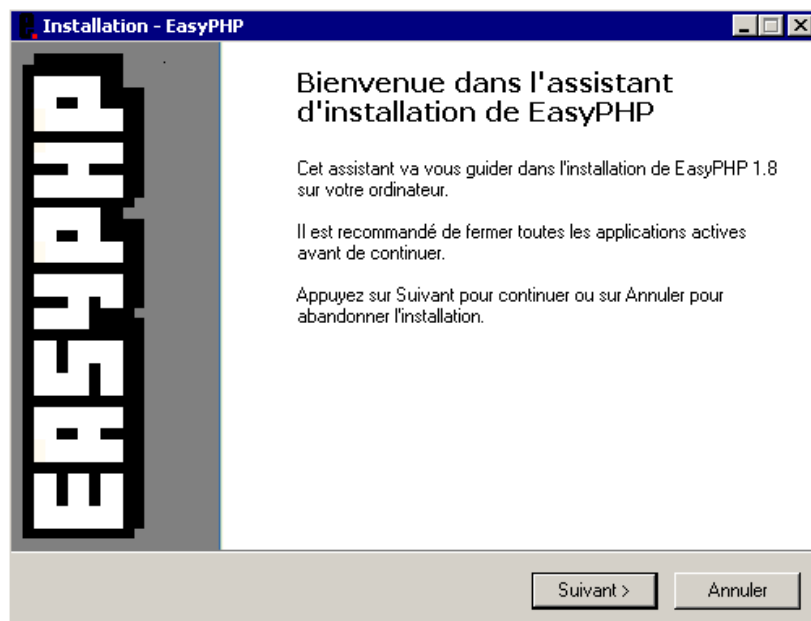 Installation - EasyPHP
EASYPHP
Bienvenue dans l'assistant
d'installation de EasyPHP
Cet assistant va vous guider dans l'installation de EasyPHP 1.8
sur votre ordinateur.
Il est recommandé de fermer toutes les applications actives
avant de continuer.
Appuyez sur Suivant pour continuer ou sur Annuler pour
abandonner l'installation.
Suivant >
Annuler